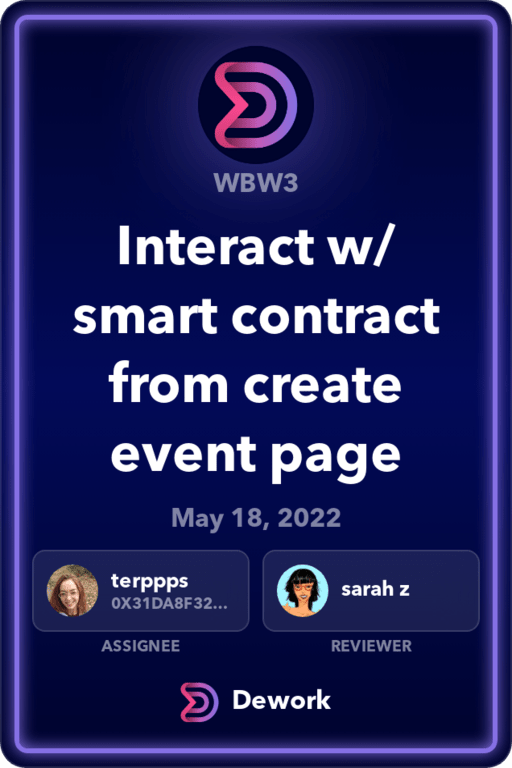 WBW3
Interact w/
smart contract
from create
event page
May 18, 2022
terppps
0X31DA8F32...
ASSIGNEE
sarah z
REVIEWER
Dework